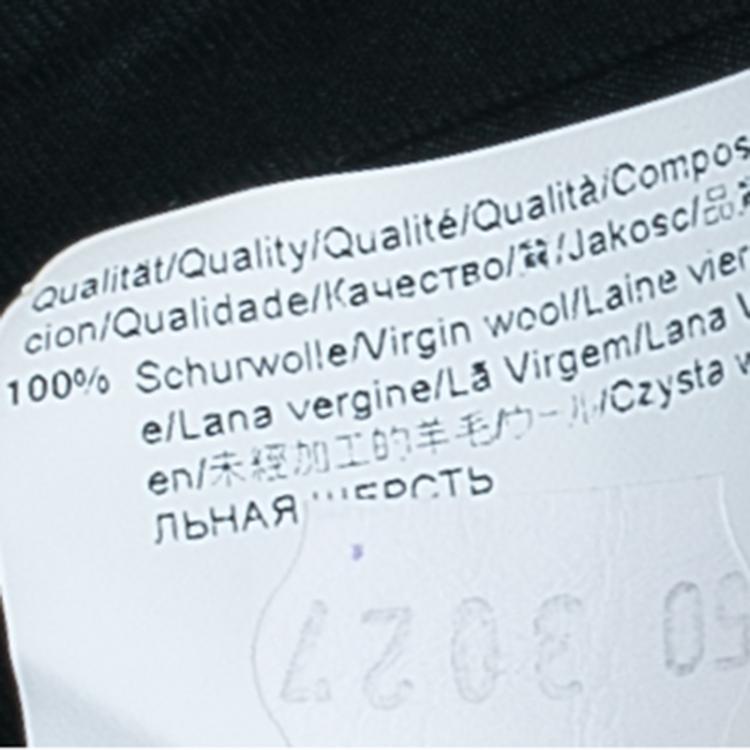 Qualität/Quality/Qualité/Qualità/Compos
cion/Qualidade/Качество/質/Jakosc/品
100% Schurwolle/Virgin wool/Laine vier
e/Lana vergine/Lã Virgem/Lana V
en/未經加工的羊毛/ウール/Czysta w
ЛЬНАЯ ШЕРСТЬ